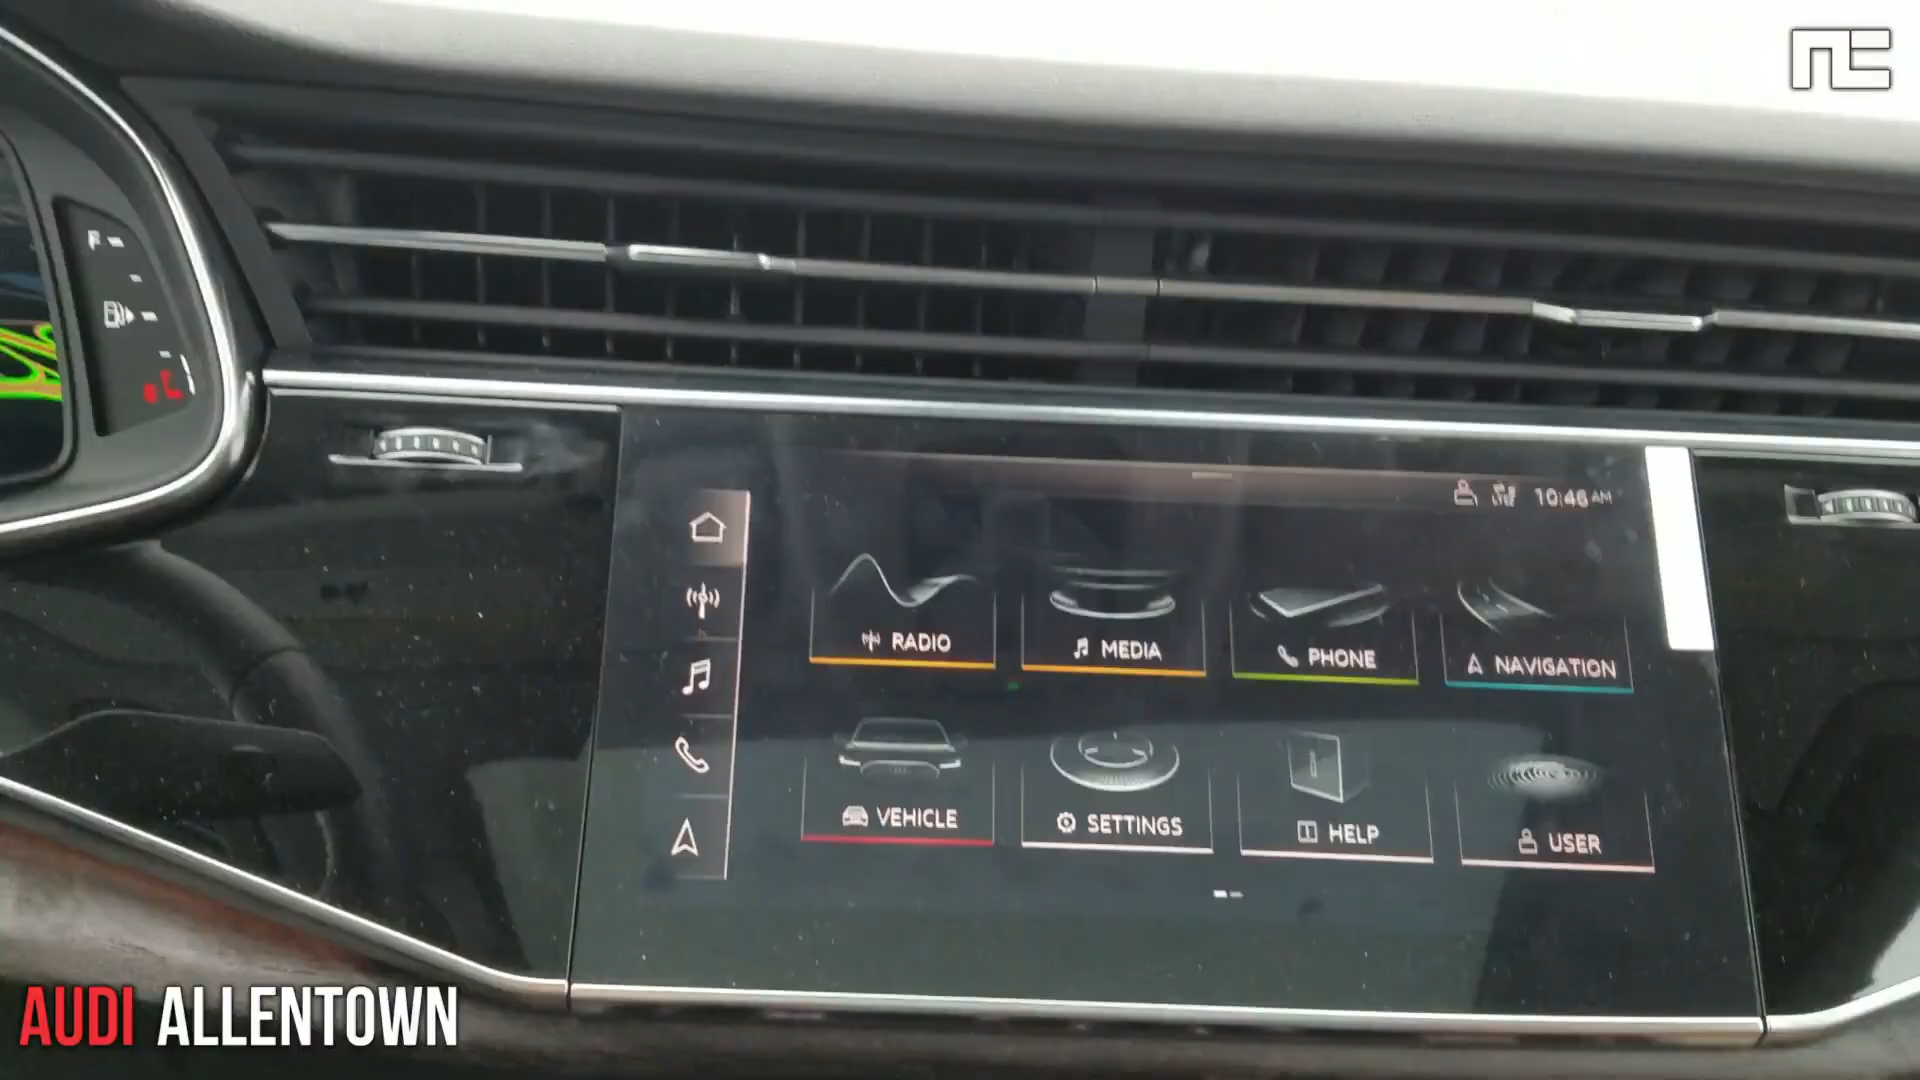 F
10:46 AM
RADIO
MEDIA
PHONE
NAVIGATION
VEHICLE
SETTINGS
HELP
USER
AUDI ALLENTOWN